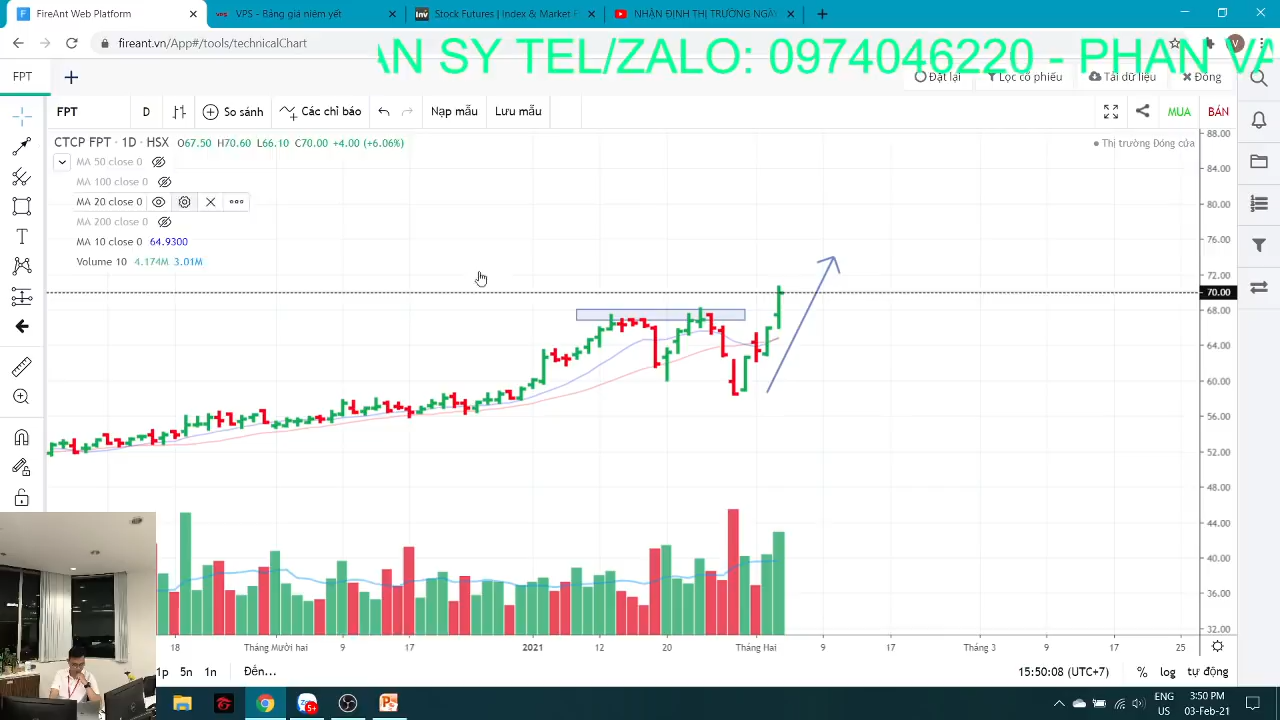 FireAnt Web Platform
VPS - Bảng giá niêm yết
Stock Futures | Index & Market F
NHẬN ĐỊNH THỊ TRƯỜNG NGÀY
fireant.vn/App#/tools/technicalChart
AN SY TEL/ZALO: 0974046220 - PHAN VA
FPT
Đặt lại
Lọc cổ phiếu
Tải dữ liệu
Đóng
FPT
D
So sánh
Các chỉ báo
Nạp mẫu
Lưu mẫu
MUA
BÁN
CTCP FPT · 1D · HSX O67.50 H70.60 L66.10 C70.00 +4.00 (+6.06%)
Thị trường Đóng cửa
MA 50 close 0
MA 100 close 0
MA 20 close 0
MA 200 close 0
MA 10 close 0 64.9300
Volume 10 4.174M 3.01M
88.00
84.00
80.00
76.00
72.00
70.00
68.00
64.00
60.00
56.00
52.00
48.00
44.00
40.00
36.00
32.00
18
Tháng Mười hai
9
17
2021
12
20
Tháng Hai
9
17
Tháng 3
9
17
25
1p 5n 1n Đến...
15:50:08 (UTC+7)
% log tự động
ENG
US
3:50 PM
03-Feb-21